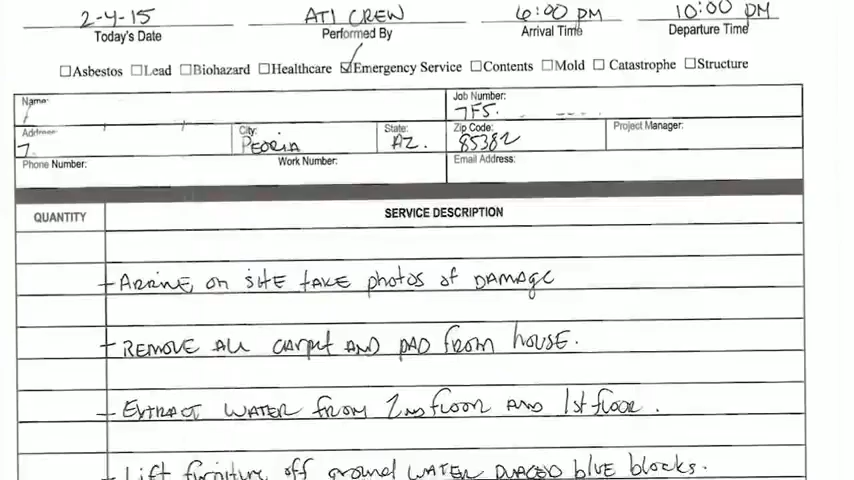 2-4-15 ATI CREW 6:00 PM 10:00 PM
Today's Date Performed By Arrival Time Departure Time
☐Asbestos ☐Lead ☐Biohazard ☐Healthcare ☑Emergency Service ☐Contents ☐Mold ☐ Catastrophe ☐Structure
Name: Job Number:
7F5.
Address: City: State: Zip Code: Project Manager:
7. PEORIA AZ. 85382
Phone Number: Work Number: Email Address:
QUANTITY SERVICE DESCRIPTION
- ARRIVE on site take photos of DAMAGE
- REMOVE ALL carpet AND PAD from house.
- EXTRACT WATER from 2nd floor AND 1st floor.
- Lift furniture off ground WATER PLACED blue blocks.